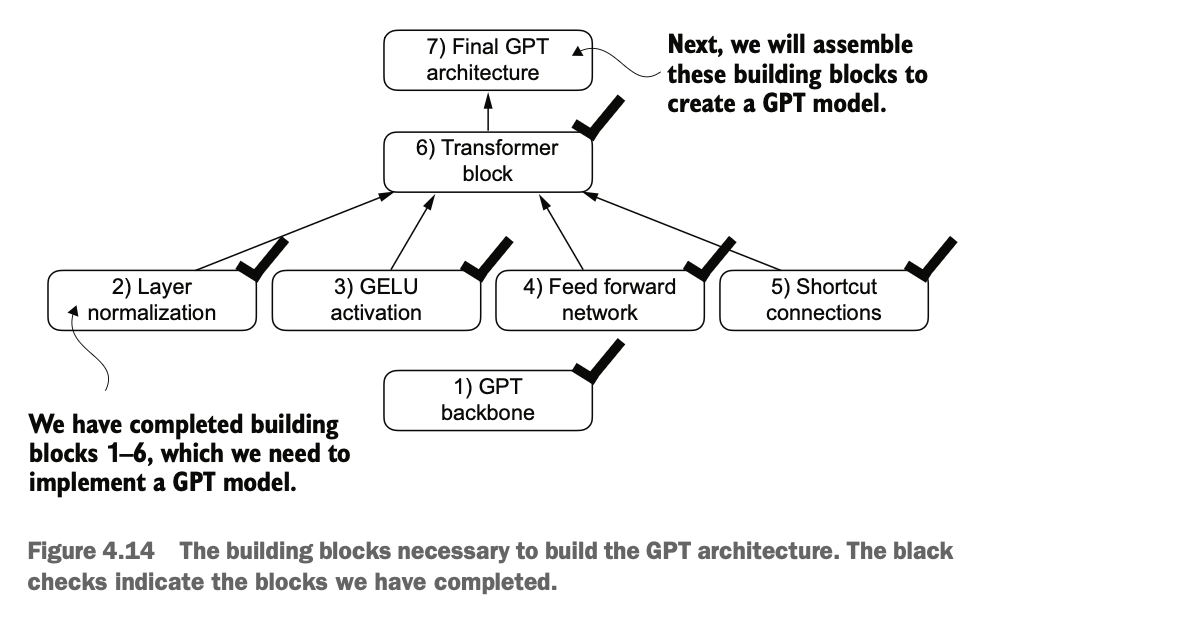 7) Final GPT
architecture
Next, we will assemble
these building blocks to
create a GPT model.
6) Transformer
block
2) Layer
normalization
3) GELU
activation
4) Feed forward
network
5) Shortcut
connections
1) GPT
backbone
We have completed building
blocks 1–6, which we need to
implement a GPT model.
Figure 4.14 The building blocks necessary to build the GPT architecture. The black
checks indicate the blocks we have completed.